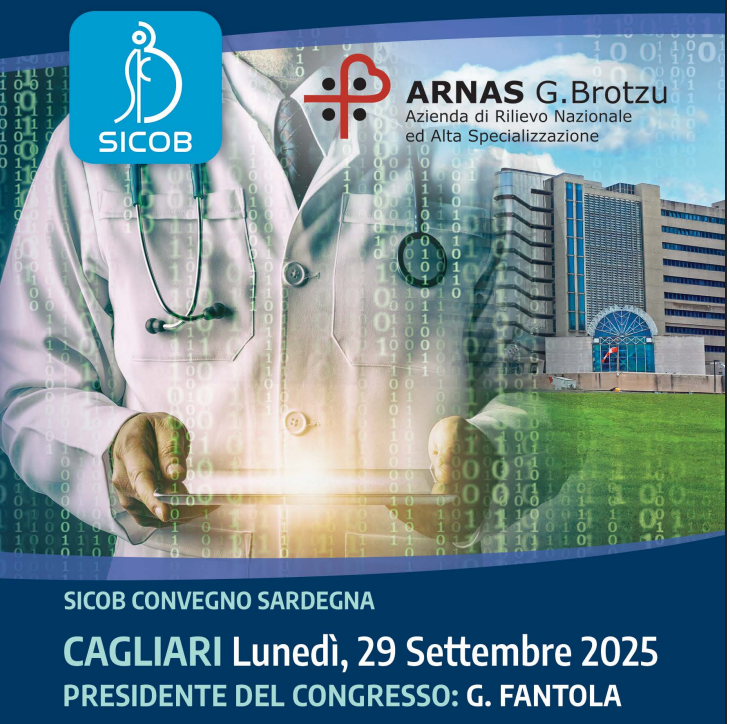 SICOB
ARNAS G.Brotzu
Azienda di Rilievo Nazionale
ed Alta Specializzazione
SICOB CONVEGNO SARDEGNA
CAGLIARI Lunedì, 29 Settembre 2025
PRESIDENTE DEL CONGRESSO: G. FANTOLA